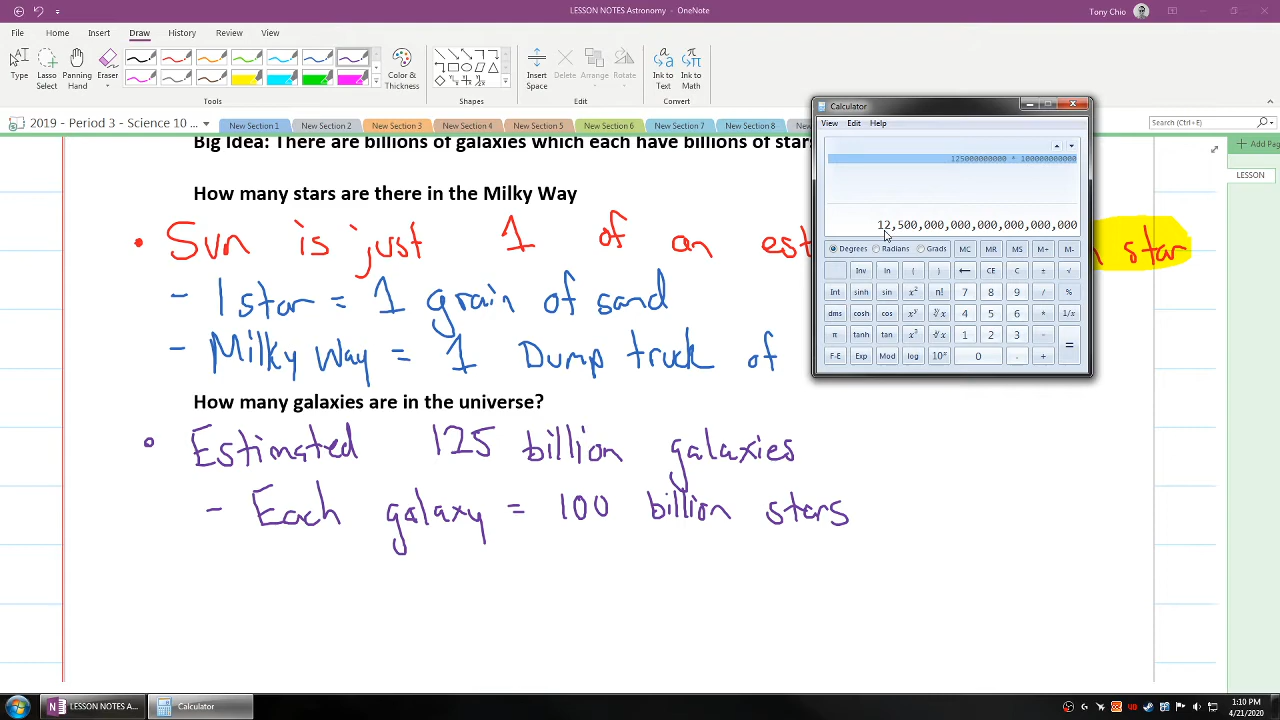 LESSON NOTES Astronomy - OneNote
Tony Chio
File Home Insert Draw History Review View
Type
Lasso Select
Panning Hand
Eraser
Color & Thickness
Insert Space
Delete
Arrange
Rotate
Ink to Text
Ink to Math
Tools
Shapes
Edit
Convert
2019 - Period 3 - Science 10 ...
New Section 1 New Section 2 New Section 3 New Section 4 New Section 5 New Section 6 New Section 7 New Section 8
Search (Ctrl+E)
Add Pag
LESSON
Big Idea: There are billions of galaxies which each have billions of stars
How many stars are there in the Milky Way
• Sun is just 1 of an est
star
- 1 star = 1 grain of sand
- Milky Way = 1 Dump truck of
How many galaxies are in the universe?
• Estimated 125 billion galaxies
- Each galaxy = 100 billion stars
Calculator
View Edit Help
125000000000 * 100000000000
12,500,000,000,000,000,000,000
Degrees Radians Grads MC MR MS M+ M-
Inv ln ( ) ← CE C ± √
Int sinh sin x² n! 7 8 9 / %
dms cosh cos xʸ ʸ√x 4 5 6 * 1/x
π tanh tan x³ ³√x 1 2 3 - =
F-E Exp Mod log 10ˣ 0 . +
LESSON NOTES A...
Calculator
1:10 PM
4/21/2020